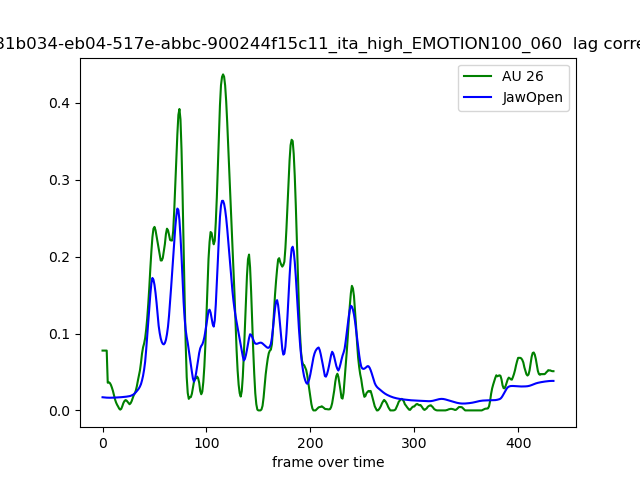 31b034-eb04-517e-abbc-900244f15c11_ita_high_EMOTION100_060 lag corre
AU 26
JawOpen
0.4
0.3
0.2
0.1
0.0
0 100 200 300 400
frame over time